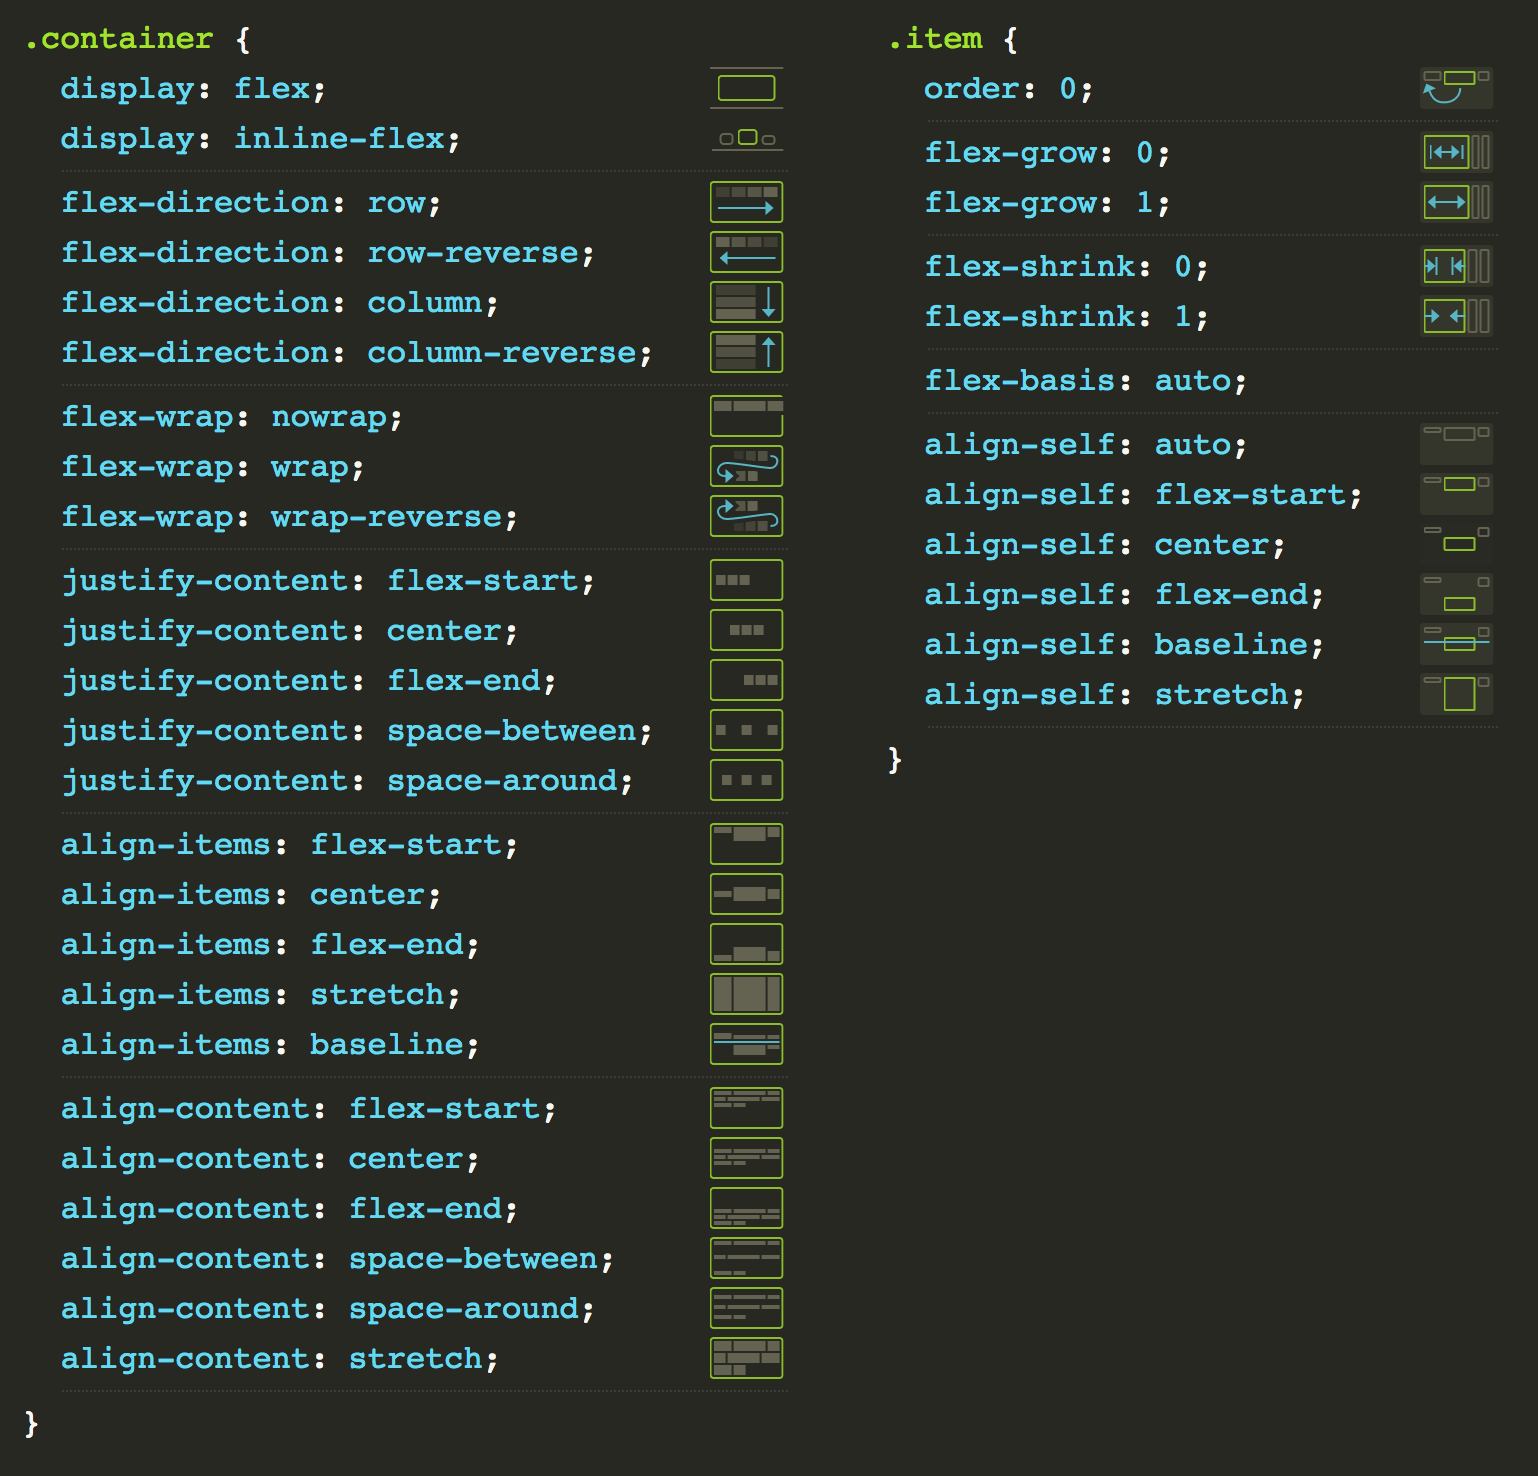 .container {
display: flex;
display: inline-flex;
flex-direction: row;
flex-direction: row-reverse;
flex-direction: column;
flex-direction: column-reverse;
flex-wrap: nowrap;
flex-wrap: wrap;
flex-wrap: wrap-reverse;
justify-content: flex-start;
justify-content: center;
justify-content: flex-end;
justify-content: space-between;
justify-content: space-around;
align-items: flex-start;
align-items: center;
align-items: flex-end;
align-items: stretch;
align-items: baseline;
align-content: flex-start;
align-content: center;
align-content: flex-end;
align-content: space-between;
align-content: space-around;
align-content: stretch;
}
.item {
order: 0;
flex-grow: 0;
flex-grow: 1;
flex-shrink: 0;
flex-shrink: 1;
flex-basis: auto;
align-self: auto;
align-self: flex-start;
align-self: center;
align-self: flex-end;
align-self: baseline;
align-self: stretch;
}